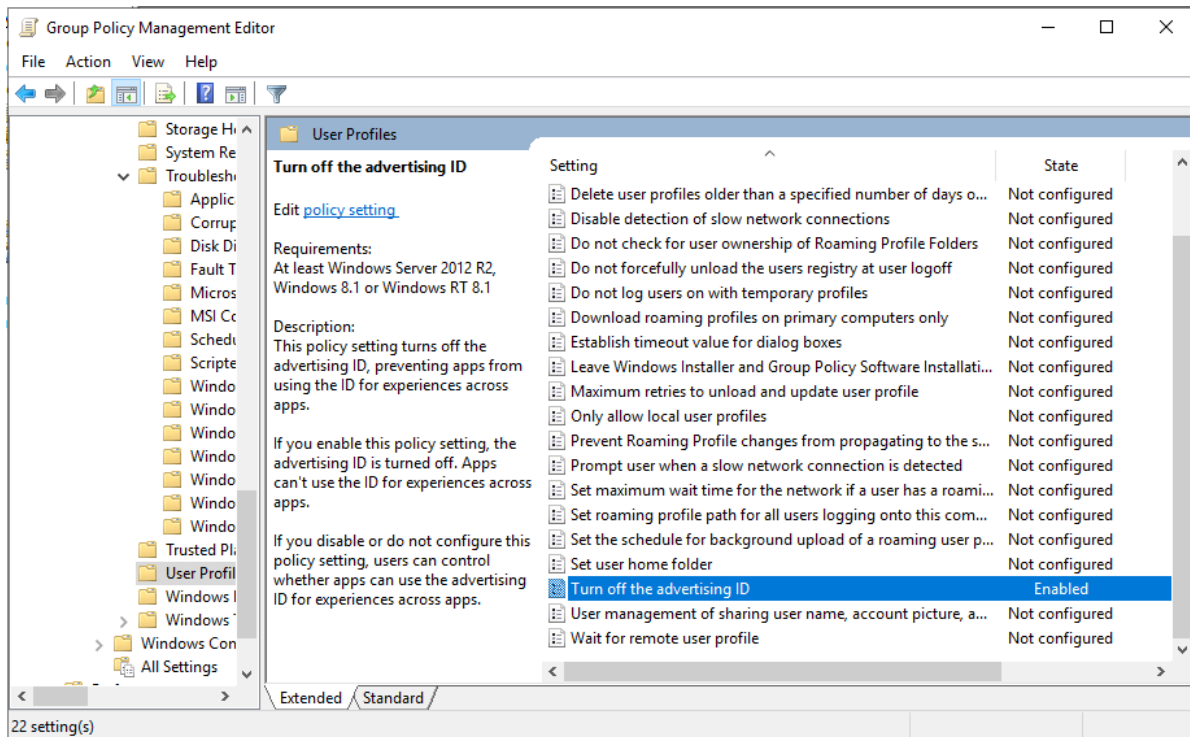 Group Policy Management Editor
File Action View Help
Storage H
System Re
Troublesh
Applic
Corrup
Disk Di
Fault T
Micros
MSI Co
Schedu
Scripte
Windo
Windo
Windo
Windo
Windo
Windo
Windo
Trusted Pl
User Profil
Windows
Windows
Windows Con
All Settings
User Profiles
Turn off the advertising ID
Edit policy setting
Requirements:
At least Windows Server 2012 R2,
Windows 8.1 or Windows RT 8.1
Description:
This policy setting turns off the
advertising ID, preventing apps from
using the ID for experiences across
apps.
If you enable this policy setting, the
advertising ID is turned off. Apps
can't use the ID for experiences across
apps.
If you disable or do not configure this
policy setting, users can control
whether apps can use the advertising
ID for experiences across apps.
Setting State
Delete user profiles older than a specified number of days o... Not configured
Disable detection of slow network connections Not configured
Do not check for user ownership of Roaming Profile Folders Not configured
Do not forcefully unload the users registry at user logoff Not configured
Do not log users on with temporary profiles Not configured
Download roaming profiles on primary computers only Not configured
Establish timeout value for dialog boxes Not configured
Leave Windows Installer and Group Policy Software Installati... Not configured
Maximum retries to unload and update user profile Not configured
Only allow local user profiles Not configured
Prevent Roaming Profile changes from propagating to the s... Not configured
Prompt user when a slow network connection is detected Not configured
Set maximum wait time for the network if a user has a roami... Not configured
Set roaming profile path for all users logging onto this com... Not configured
Set the schedule for background upload of a roaming user p... Not configured
Set user home folder Not configured
Turn off the advertising ID Enabled
User management of sharing user name, account picture, a... Not configured
Wait for remote user profile Not configured
Extended Standard
22 setting(s)